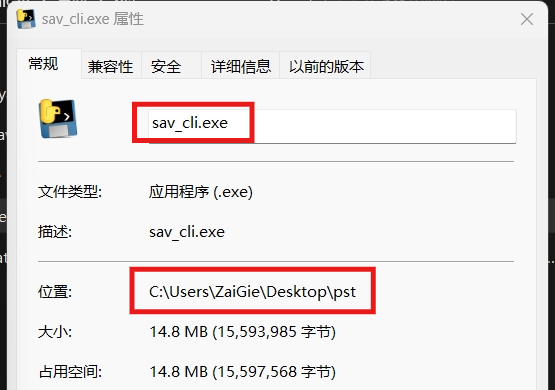 sav_cli.exe 属性
常规 兼容性 安全 详细信息 以前的版本
sav_cli.exe
文件类型: 应用程序 (.exe)
描述: sav_cli.exe
位置: C:\Users\ZaiGie\Desktop\pst
大小: 14.8 MB (15,593,985 字节)
占用空间: 14.8 MB (15,597,568 字节)